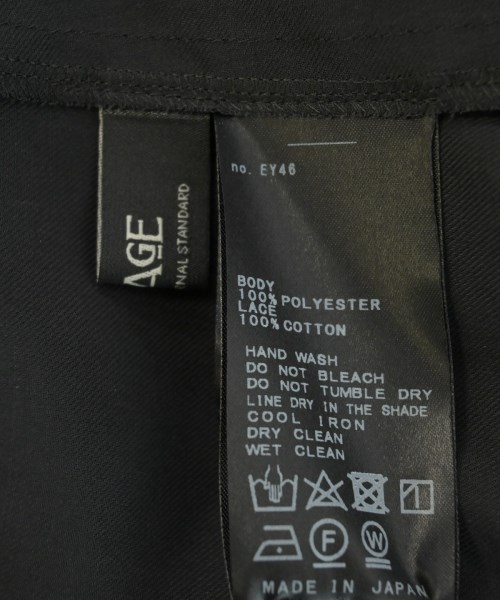 AGE
NAL STANDARD
no. EY46
BODY
100% POLYESTER
LACE
100% COTTON
HAND WASH
DO NOT BLEACH
DO NOT TUMBLE DRY
LINE DRY IN THE SHADE
COOL IRON
DRY CLEAN
WET CLEAN
F
W
MADE IN JAPAN